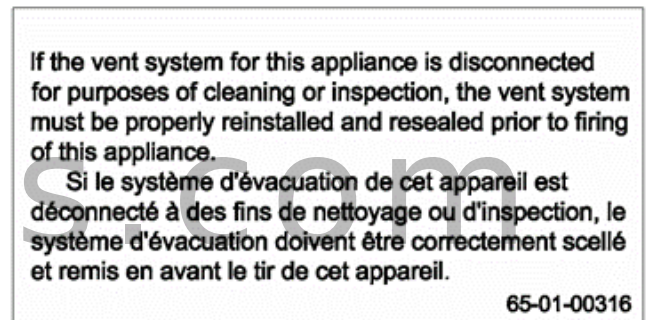 If the vent system for this appliance is disconnected
for purposes of cleaning or inspection, the vent system
must be properly reinstalled and resealed prior to firing
of this appliance.
Si le système d'évacuation de cet appareil est
déconnecté à des fins de nettoyage ou d'inspection, le
système d'évacuation doivent être correctement scellé
et remis en avant le tir de cet appareil.
65-01-00316
s.com